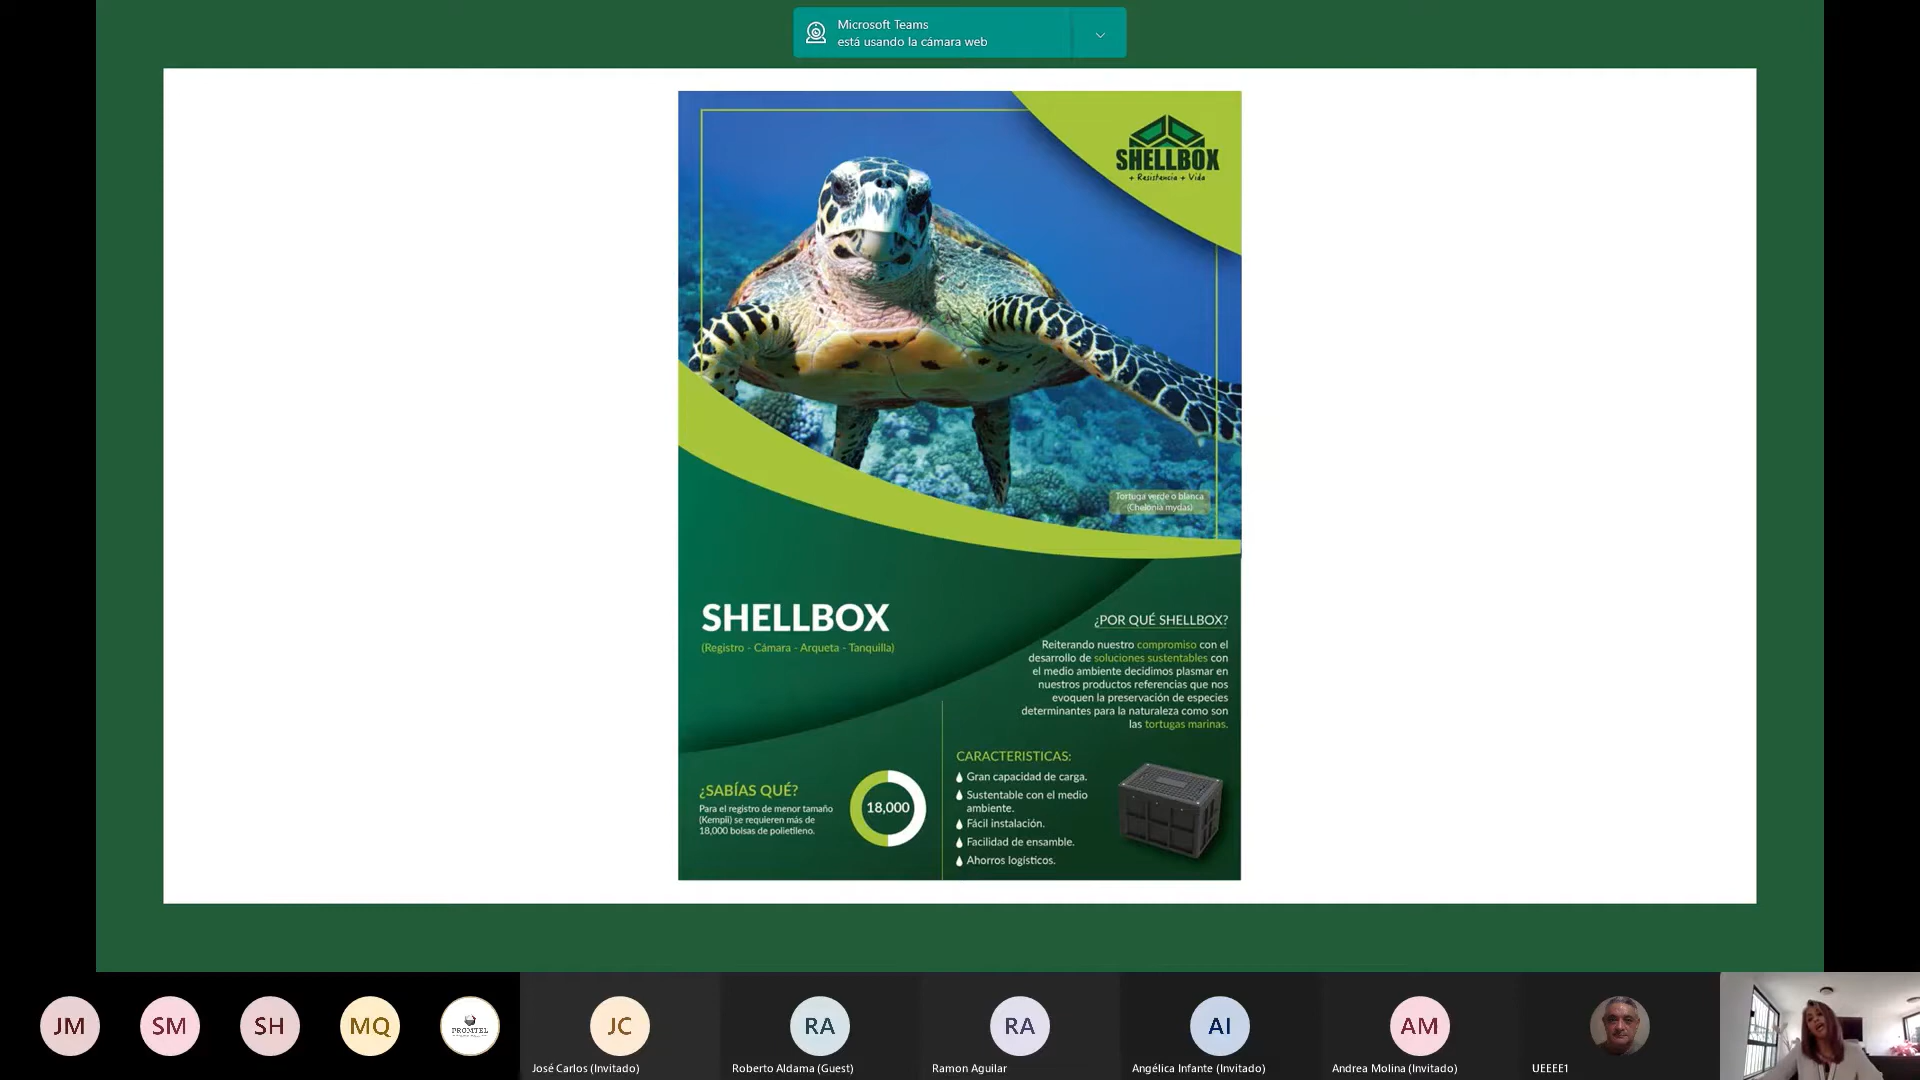 Microsoft Teams
está usando la cámara web
SHELLBOX
+ Resistencia + Vida
Tortuga verde o blanca
(Chelonia mydas)
SHELLBOX
(Registro - Cámara - Arqueta - Tanquilla)
¿POR QUÉ SHELLBOX?
Reiterando nuestro compromiso con el
desarrollo de soluciones sustentables con
el medio ambiente decidimos plasmar en
nuestros productos referencias que nos
evoquen la preservación de especies
determinantes para la naturaleza como son
las tortugas marinas.
¿SABÍAS QUÉ?
Para el registro de menor tamaño
(Kempii) se requieren más de
18,000 bolsas de polietileno.
18,000
CARACTERISTICAS:
Gran capacidad de carga.
Sustentable con el medio
ambiente.
Fácil instalación.
Facilidad de ensamble.
Ahorros logísticos.
JM
SM
SH
MQ
PROMTEL
JC
José Carlos (Invitado)
RA
Roberto Aldama (Guest)
RA
Ramon Aguilar
AI
Angélica Infante (Invitado)
AM
Andrea Molina (Invitado)
UEEEE1